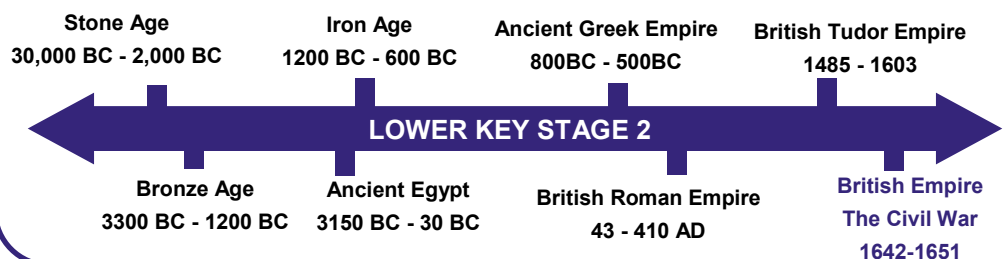 Stone Age
30,000 BC - 2,000 BC
Iron Age
1200 BC - 600 BC
Ancient Greek Empire
800BC - 500BC
British Tudor Empire
1485 - 1603
LOWER KEY STAGE 2
Bronze Age
3300 BC - 1200 BC
Ancient Egypt
3150 BC - 30 BC
British Roman Empire
43 - 410 AD
British Empire
The Civil War
1642-1651